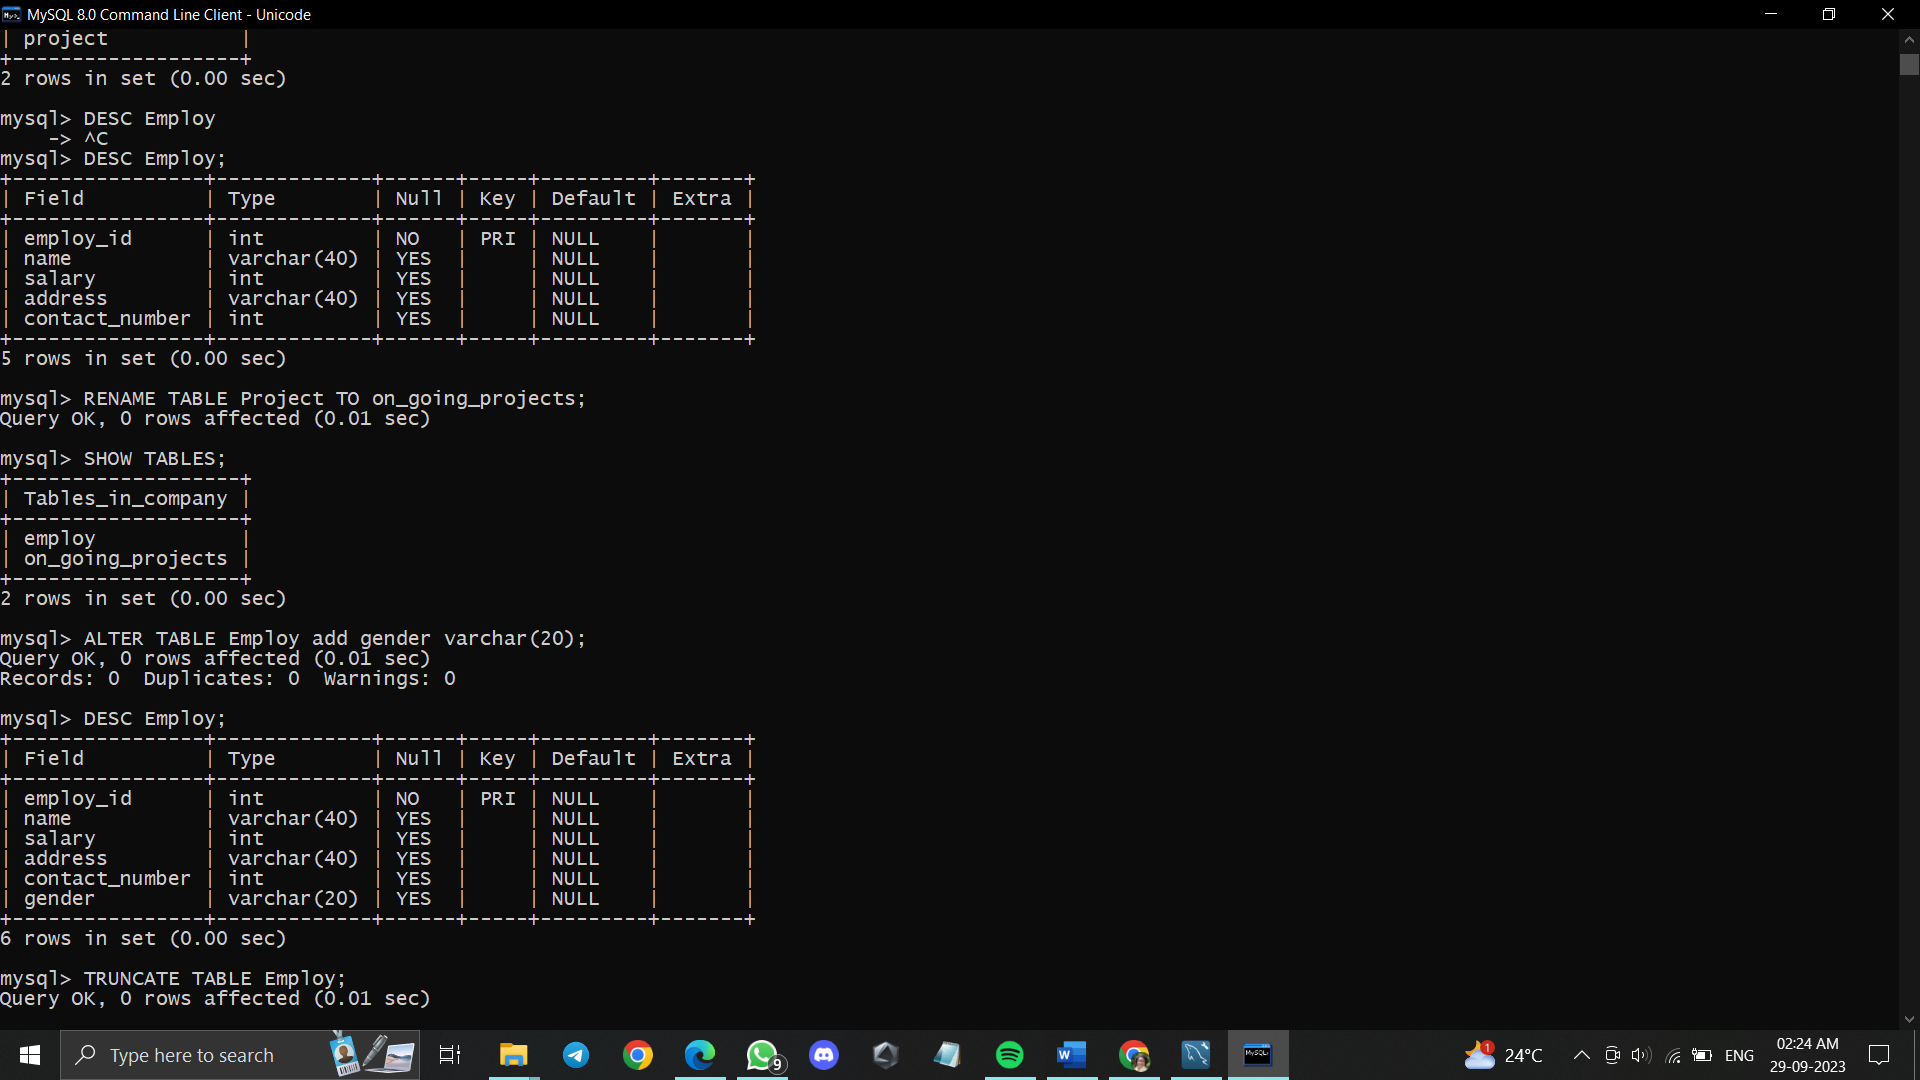 MySQL 8.0 Command Line Client - Unicode
| project           |
+-------------------+
2 rows in set (0.00 sec)
mysql> DESC Employ
    -> ^C
mysql> DESC Employ;
+----------------+-------------+------+-----+---------+-------+
| Field          | Type        | Null | Key | Default | Extra |
+----------------+-------------+------+-----+---------+-------+
| employ_id      | int         | NO   | PRI | NULL    |       |
| name           | varchar(40) | YES  |     | NULL    |       |
| salary         | int         | YES  |     | NULL    |       |
| address        | varchar(40) | YES  |     | NULL    |       |
| contact_number | int         | YES  |     | NULL    |       |
+----------------+-------------+------+-----+---------+-------+
5 rows in set (0.00 sec)
mysql> RENAME TABLE Project TO on_going_projects;
Query OK, 0 rows affected (0.01 sec)
mysql> SHOW TABLES;
+-------------------+
| Tables_in_company |
+-------------------+
| employ            |
| on_going_projects |
+-------------------+
2 rows in set (0.00 sec)
mysql> ALTER TABLE Employ add gender varchar(20);
Query OK, 0 rows affected (0.01 sec)
Records: 0  Duplicates: 0  Warnings: 0
mysql> DESC Employ;
+----------------+-------------+------+-----+---------+-------+
| Field          | Type        | Null | Key | Default | Extra |
+----------------+-------------+------+-----+---------+-------+
| employ_id      | int         | NO   | PRI | NULL    |       |
| name           | varchar(40) | YES  |     | NULL    |       |
| salary         | int         | YES  |     | NULL    |       |
| address        | varchar(40) | YES  |     | NULL    |       |
| contact_number | int         | YES  |     | NULL    |       |
| gender         | varchar(20) | YES  |     | NULL    |       |
+----------------+-------------+------+-----+---------+-------+
6 rows in set (0.00 sec)
mysql> TRUNCATE TABLE Employ;
Query OK, 0 rows affected (0.01 sec)
Type here to search
9
1
24°C
ENG
02:24 AM
29-09-2023